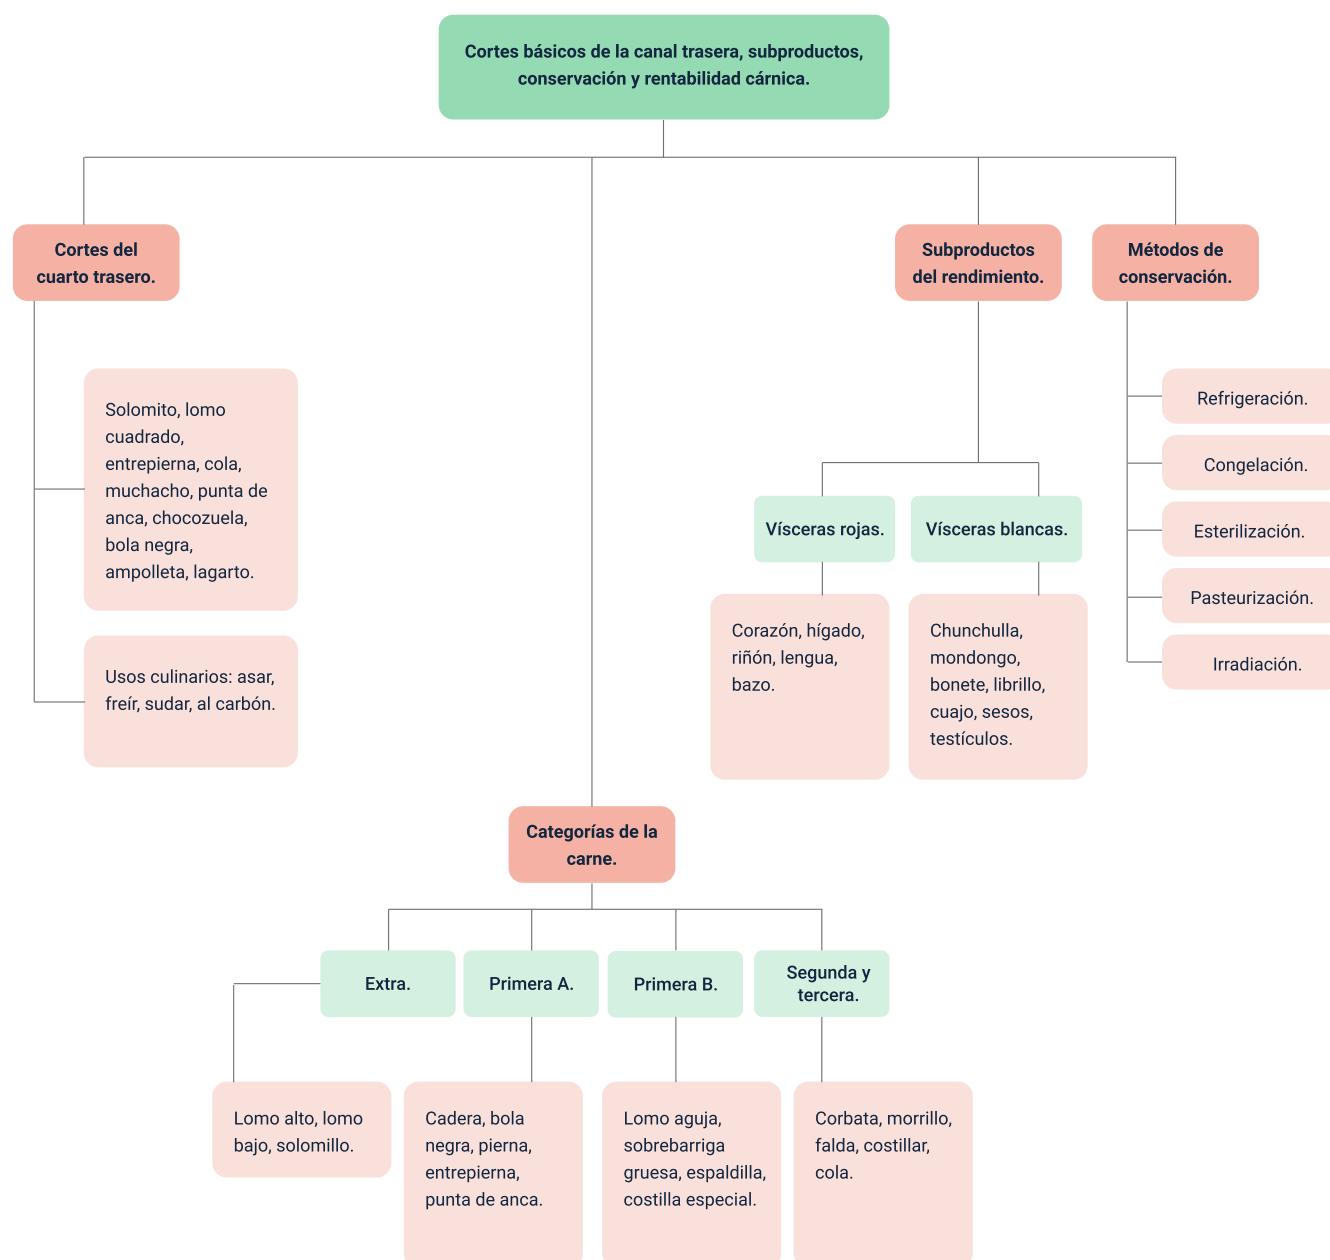 Cortes básicos de la canal trasera, subproductos,
conservación y rentabilidad cárnica.
Cortes del
cuarto trasero.
Solomito, lomo
cuadrado,
entrepierna, cola,
muchacho, punta de
anca, chocozuela,
bola negra,
ampolleta, lagarto.
Usos culinarios: asar,
freír, sudar, al carbón.
Subproductos
del rendimiento.
Vísceras rojas.
Corazón, hígado,
riñón, lengua,
bazo.
Vísceras blancas.
Chunchulla,
mondongo,
bonete, librillo,
cuajo, sesos,
testículos.
Métodos de
conservación.
Refrigeración.
Congelación.
Esterilización.
Pasteurización.
Irradiación.
Categorías de la
carne.
Extra.
Lomo alto, lomo
bajo, solomillo.
Primera A.
Cadera, bola
negra, pierna,
entrepierna,
punta de anca.
Primera B.
Lomo aguja,
sobrebarriga
gruesa, espaldilla,
costilla especial.
Segunda y
tercera.
Corbata, morrillo,
falda, costillar,
cola.